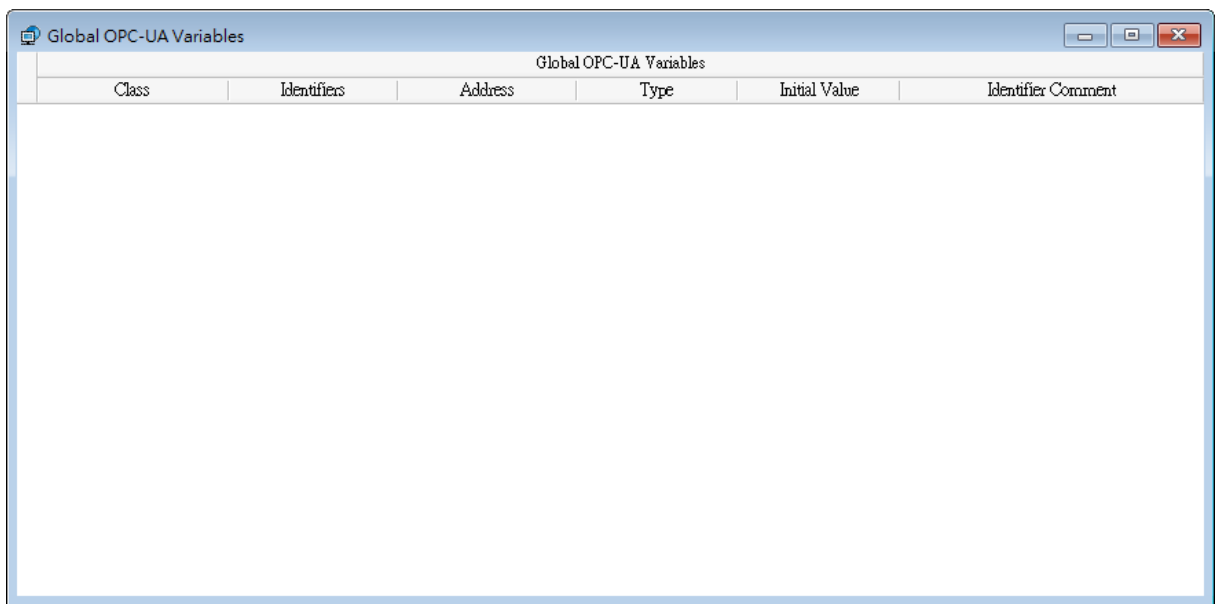 Global OPC-UA Variables
Global OPC-UA Variables
Class Identifiers Address Type Initial Value Identifier Comment